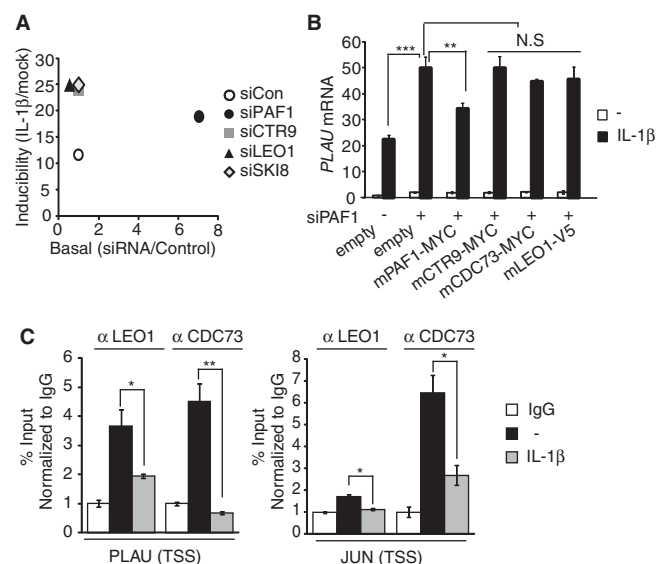 A
Inducibility (IL-1β/mock)
30
25
20
15
10
5
0
0 2 4 6 8
Basal (siRNA/Control)
siCon
siPAF1
siCTR9
siLEO1
siSKI8
B
PLAU mRNA
60
50
40
30
20
10
0
*** ** N.S
-
IL-1β
siPAF1 - + + + + +
empty
empty
mPAF1-MYC
mCTR9-MYC
mCDC73-MYC
mLEO1-V5
C
α LEO1 α CDC73
% Input
Normalized to IgG
6
5
4
3
2
1
0
* **
PLAU (TSS)
α LEO1 α CDC73
% Input
Normalized to IgG
8
7
6
5
4
3
2
1
0
* *
JUN (TSS)
IgG
-
IL-1β